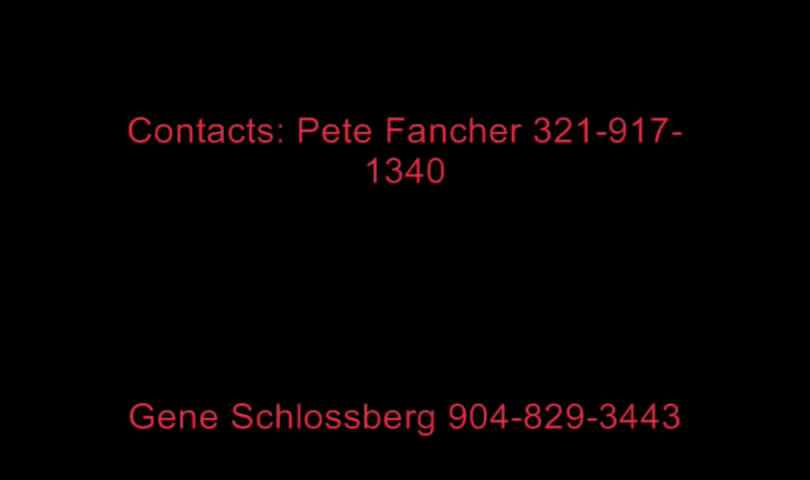 Contacts: Pete Fancher 321-917-
1340
Gene Schlossberg 904-829-3443